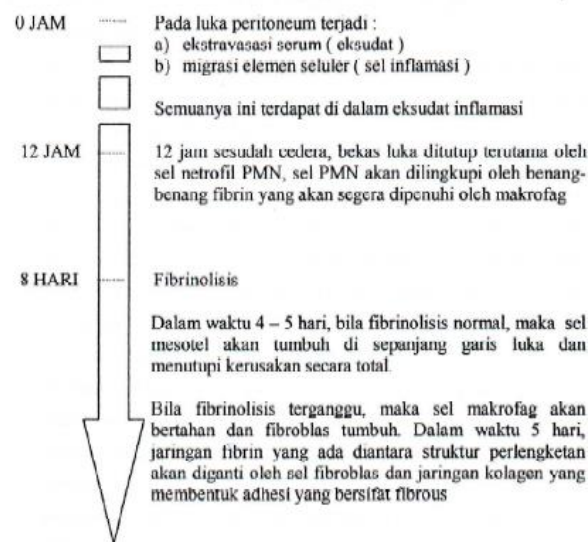 0 JAM ........ Pada luka peritoneum terjadi :
a) ekstravasasi serum ( eksudat )
b) migrasi elemen seluler ( sel inflamasi )
Semuanya ini terdapat di dalam eksudat inflamasi
12 JAM ........ 12 jam sesudah cedera, bekas luka ditutup terutama oleh
sel netrofil PMN, sel PMN akan dilingkupi oleh benang-
benang fibrin yang akan segera dipenuhi oleh makrofag
8 HARI ........ Fibrinolisis
Dalam waktu 4 – 5 hari, bila fibrinolisis normal, maka sel
mesotel akan tumbuh di sepanjang garis luka dan
menutupi kerusakan secara total.
Bila fibrinolisis terganggu, maka sel makrofag akan
bertahan dan fibroblas tumbuh. Dalam waktu 5 hari,
jaringan fibrin yang ada diantara struktur perlengketan
akan diganti oleh sel fibroblas dan jaringan kolagen yang
membentuk adhesi yang bersifat fibrous